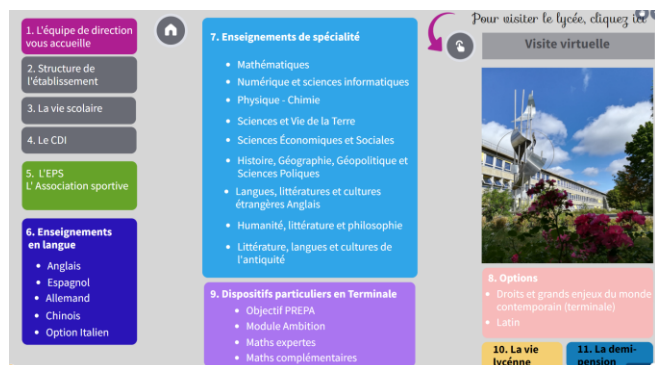 1. L'équipe de direction
vous accueille
2. Structure de
l'établissement
3. La vie scolaire
4. Le CDI
5. L'EPS
L' Association sportive
6. Enseignements
en langue
Anglais
Espagnol
Allemand
Chinois
Option Italien
7. Enseignements de spécialité
Mathématiques
Numérique et sciences informatiques
Physique - Chimie
Sciences et Vie de la Terre
Sciences Économiques et Sociales
Histoire, Géographie, Géopolitique et
Sciences Poliques
Langues, littératures et cultures
étrangères Anglais
Humanité, littérature et philosophie
Littérature, langues et cultures de
l'antiquité
9. Dispositifs particuliers en Terminale
Objectif PREPA
Module Ambition
Maths expertes
Maths complémentaires
Pour visiter le lycée, cliquez ici
Visite virtuelle
8. Options
Droits et grands enjeux du monde
contemporain (terminale)
Latin
10. La vie
lycénne
11. La demi-
pension